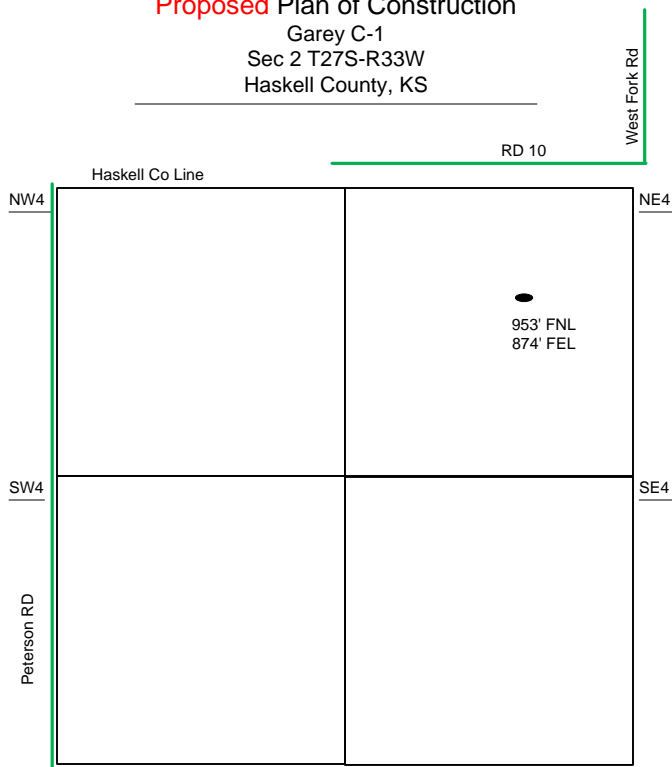 Proposed Plan of Construction
Garey C-1
Sec 2 T27S-R33W
Haskell County, KS
West Fork Rd
RD 10
Haskell Co Line
NW4
NE4
953' FNL
874' FEL
SW4
SE4
Peterson RD